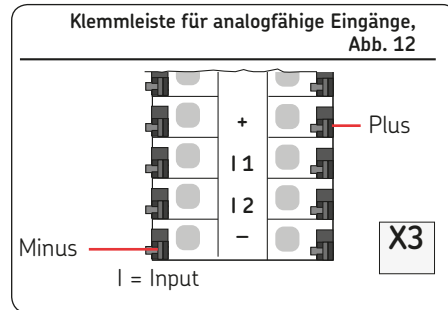 Klemmleiste für analogfähige Eingänge,
Abb. 12
+
Plus
I 1
I 2
–
Minus
X3
I = Input